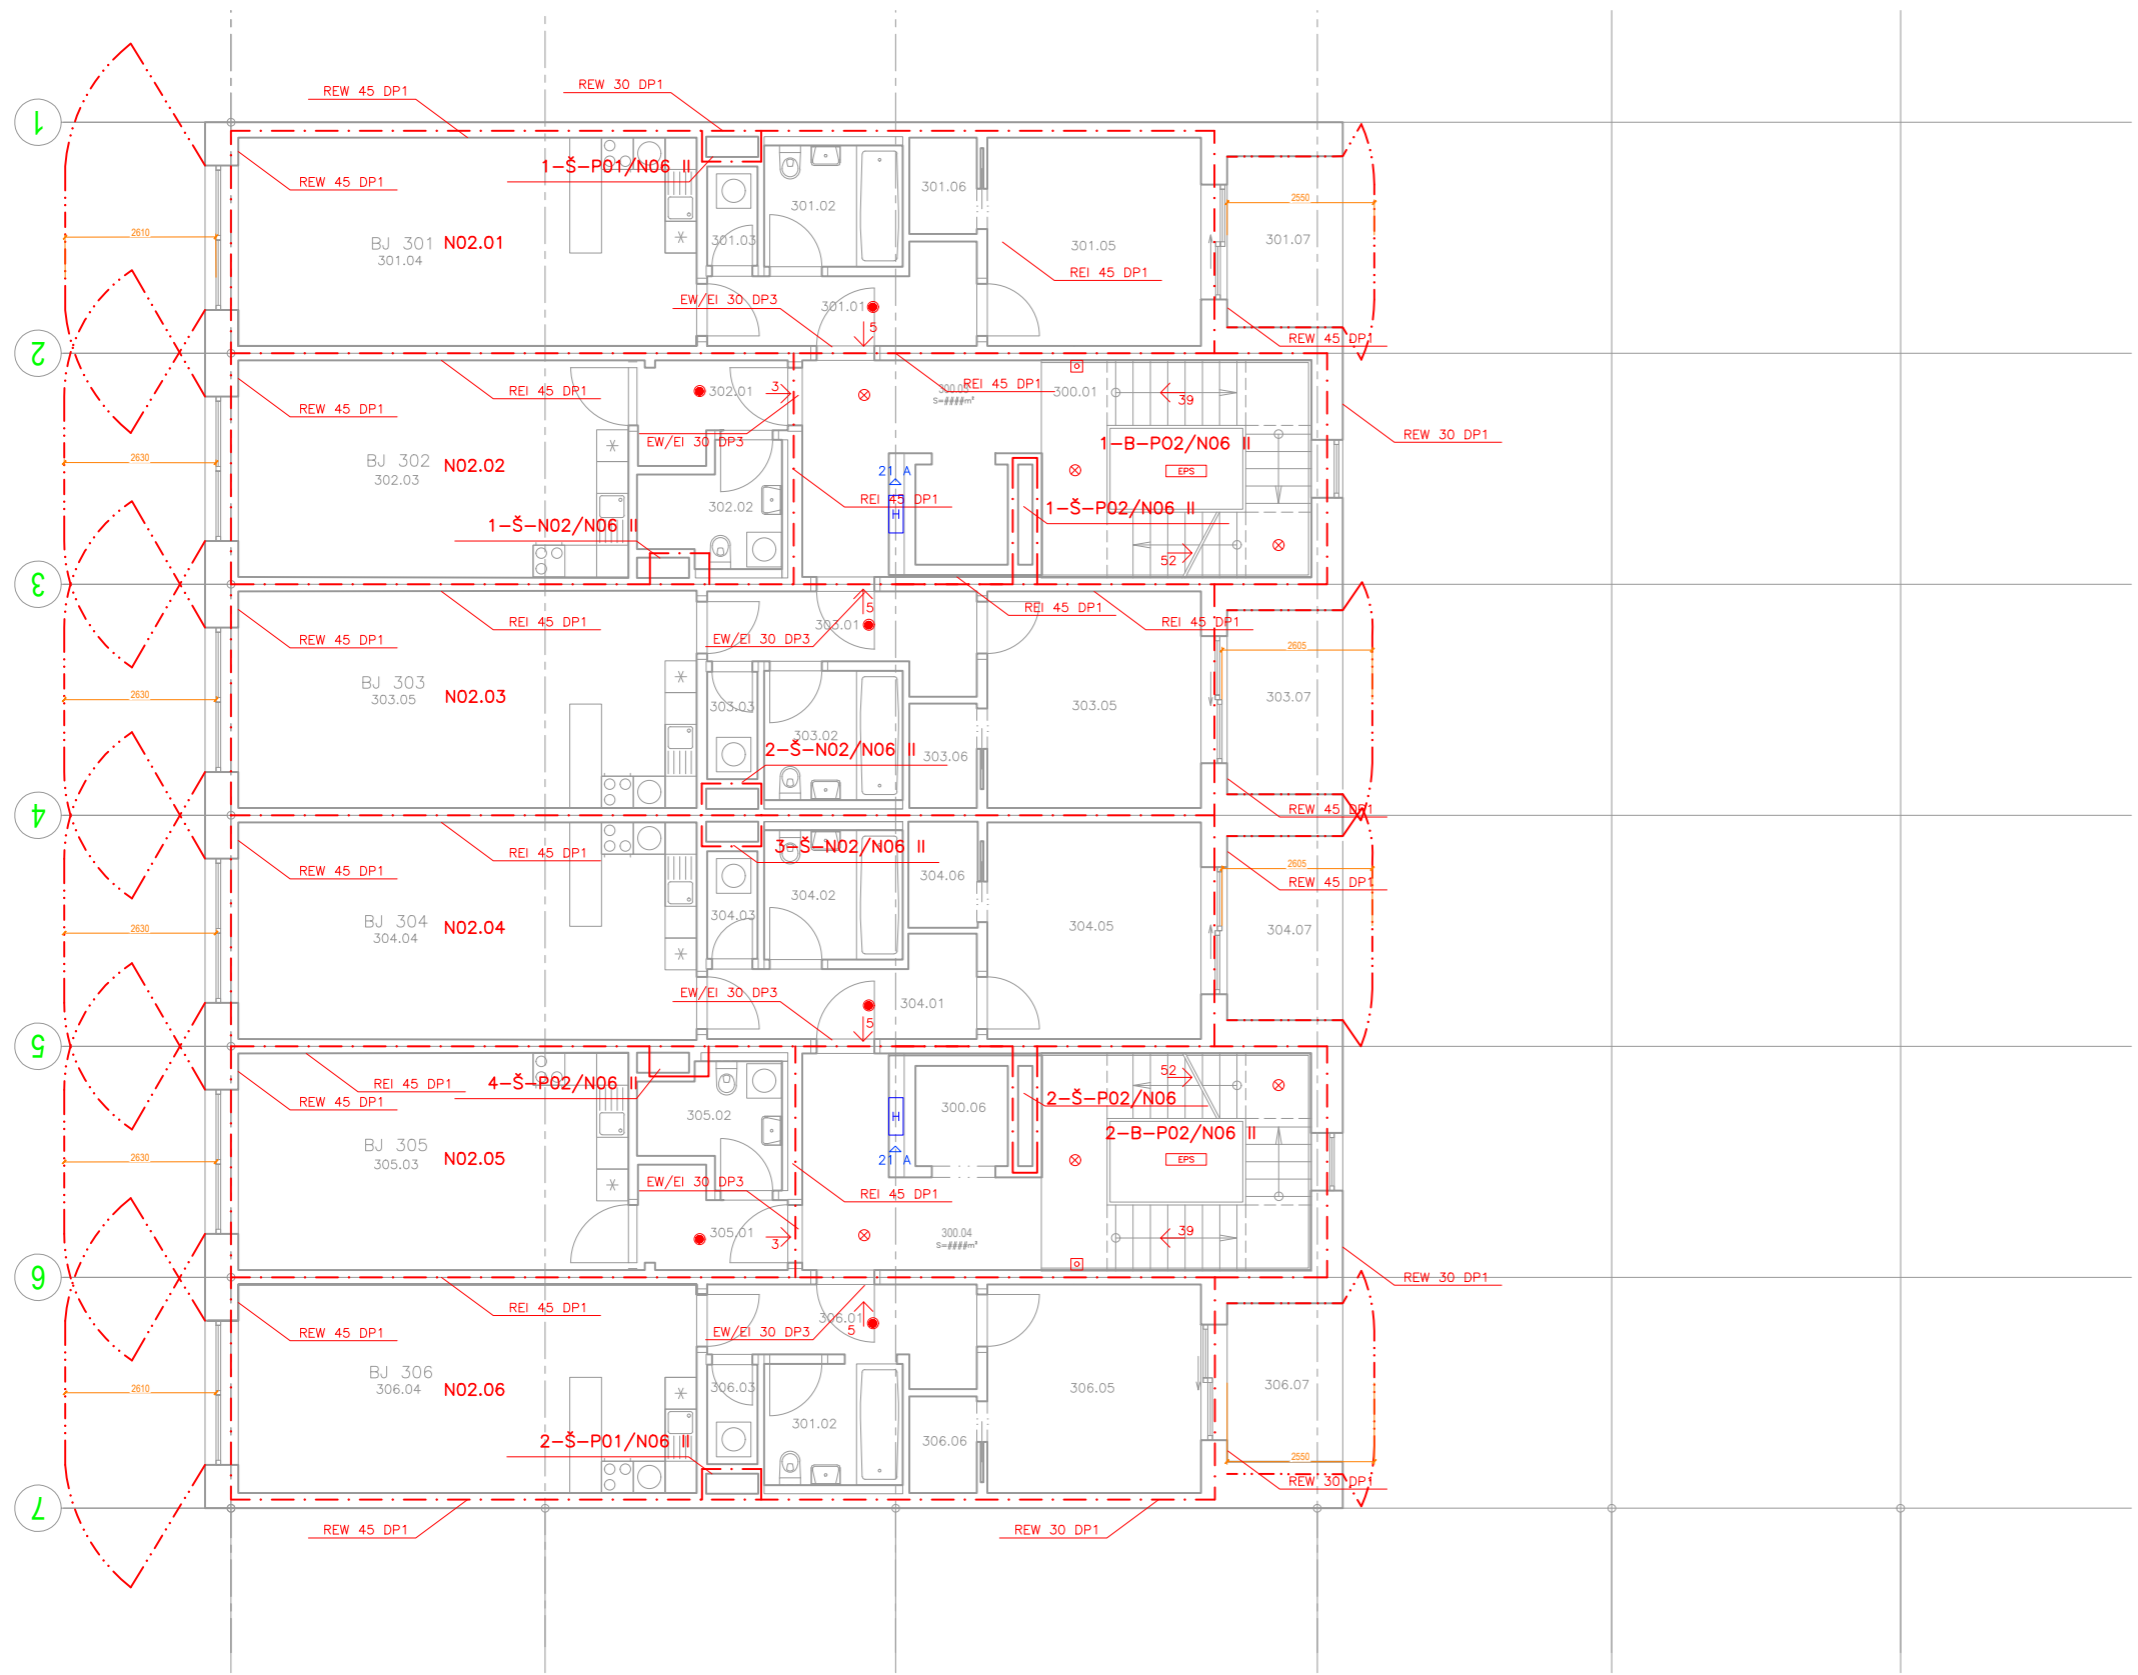 REW 45 DP1
REW 30 DP1
1
1-Š-P01/N06 II
REW 45 DP1
301.06
301.02
2550
2610
BJ 301
N02.01
301.04
301.03
301.05
301.07
REI 45 DP1
EW/EI 30 DP3
301.01
5
REW 45 DP1
2
REI 45 DP1
REW 45 DP1
REI 45 DP1
3
302.01
S=####m²
300.01
39
EW/EI 30 DP3
1-B-P02/N06 II
REW 30 DP1
2630
BJ 302
N02.02
302.03
21 A
EPS
REI 45 DP1
302.02
H
1-Š-P02/N06 II
1-Š-N02/N06 II
52
3
REI 45 DP1
REW 45 DP1
REI 45 DP1
REI 45 DP1
5
303.01
EW/EI 30 DP3
2605
BJ 303
N02.03
303.05
2630
303.03
303.02
303.05
303.07
2-Š-N02/N06 II
303.06
REW 45 DP1
4
REI 45 DP1
3-Š-N02/N06 II
REW 45 DP1
2605
REW 45 DP1
304.06
304.02
304.03
BJ 304
N02.04
304.04
2630
304.05
304.07
EW/EI 30 DP3
304.01
5
5
REI 45 DP1
4-Š-P02/N06 II
REW 45 DP1
52
2-Š-P02/N06
300.06
305.02
H
2-B-P02/N06 II
BJ 305
N02.05
305.03
2630
21 A
EPS
EW/EI 30 DP3
REI 45 DP1
305.01
3
300.04
S=####m²
39
6
REW 30 DP1
REI 45 DP1
306.01
5
EW/EI 30 DP3
REW 45 DP1
BJ 306
N02.06
306.04
2610
306.03
306.05
306.07
301.02
306.06
2-Š-P01/N06 II
2550
REW 30 DP1
7
REW 45 DP1
REW 30 DP1